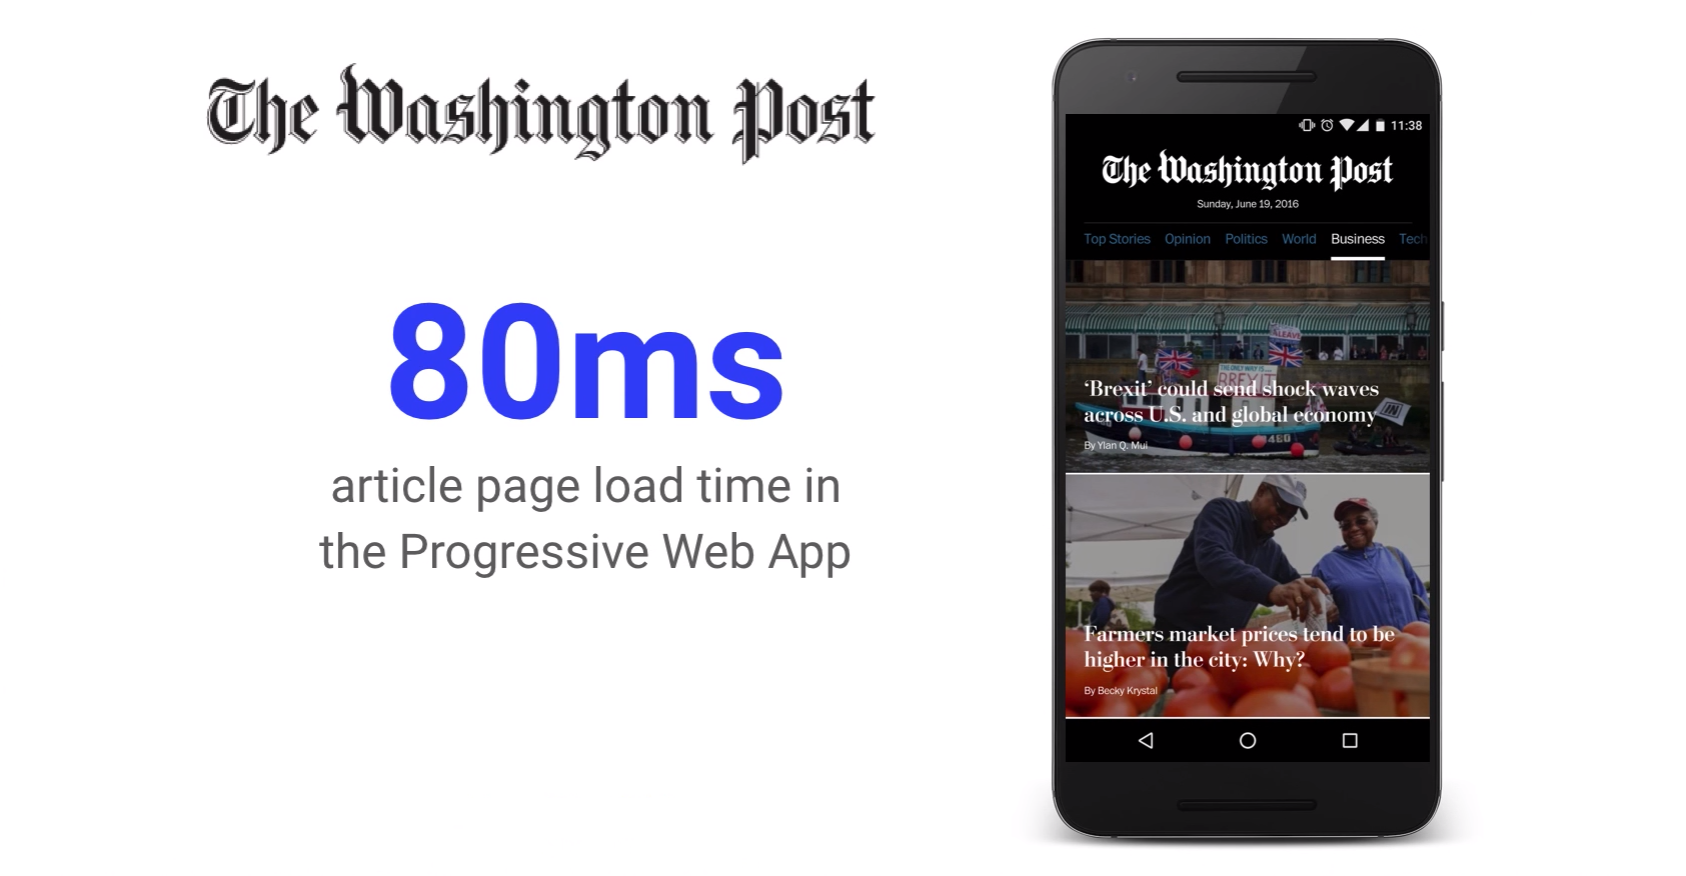 The Washington Post
80ms
article page load time in
the Progressive Web App
11:38
The Washington Post
Sunday, June 19, 2016
Top Stories Opinion Politics World Business Tech
LEAVE
THE ONLY WAY IS...
BREXIT
‘Brexit’ could send shock waves
across U.S. and global economy
IN
480
By Ylan Q. Mui
Farmers market prices tend to be
higher in the city: Why?
By Becky Krystal